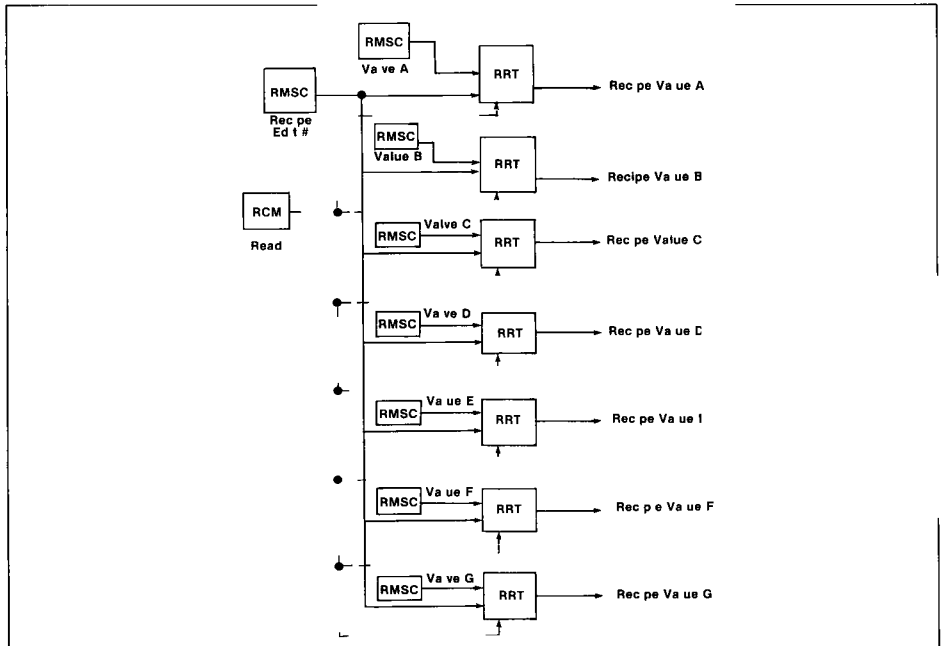 RMSC
Va ve A
RRT
Rec pe Va ue A
RMSC
Rec pe
Ed t #
RMSC
Value B
RRT
Recipe Va ue B
RCM
Read
RMSC
Valve C
RRT
Rec pe Value C
RMSC
Va ve D
RRT
Rec pe Va ue D
RMSC
Va ue E
RRT
Rec pe Va ue
RMSC
Va ue F
RRT
Rec p e Va ue F
RMSC
Va ve G
RRT
Rec pe Va ue G